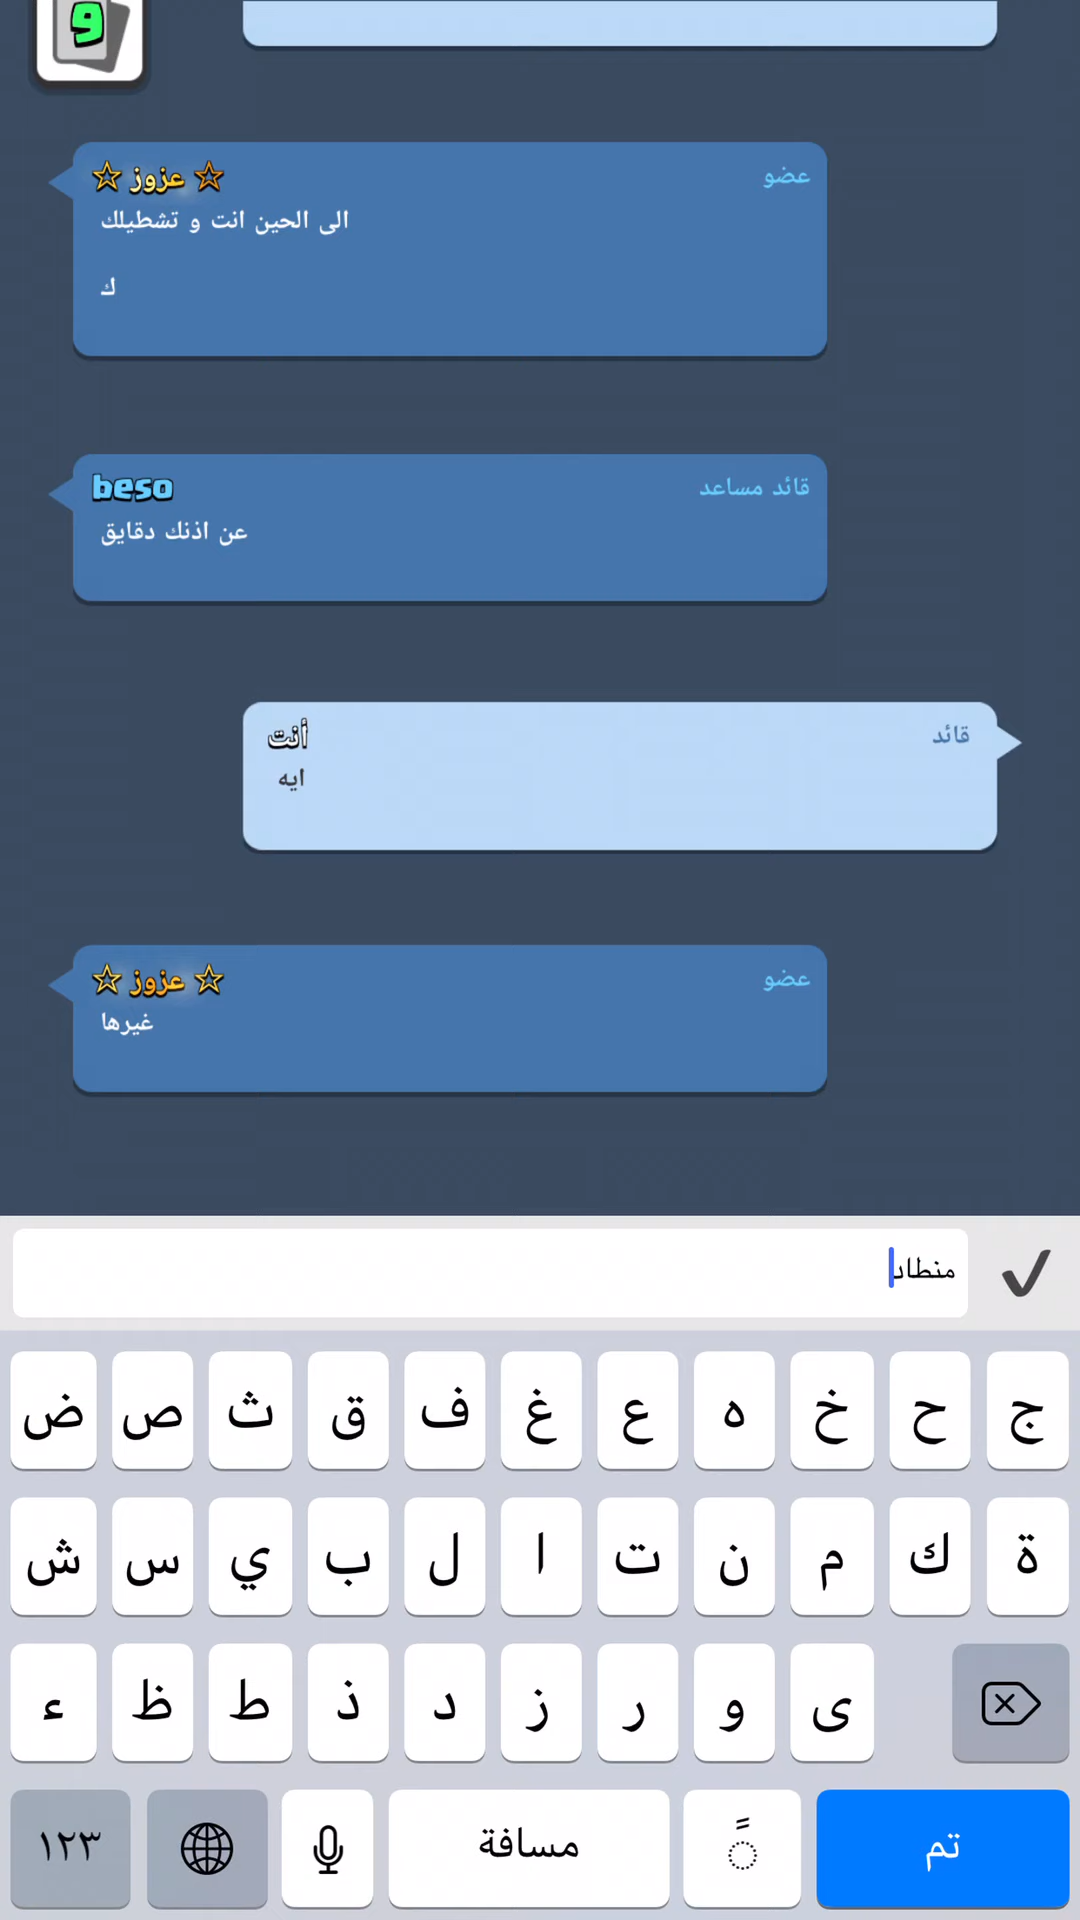 و
☆ عزوز ☆
عضو
الى الحين انت و تشطيلك
ك
beso
قائد مساعد
عن اذنك دقايق
أنت
قائد
ايه
☆ عزوز ☆
عضو
غيرها
منطاد
ض ص ث ق ف غ ع ه خ ح ج
ش س ي ب ل ا ت ن م ك ة
ء ظ ط ذ د ز ر و ى
١٢٣ مسافة تم